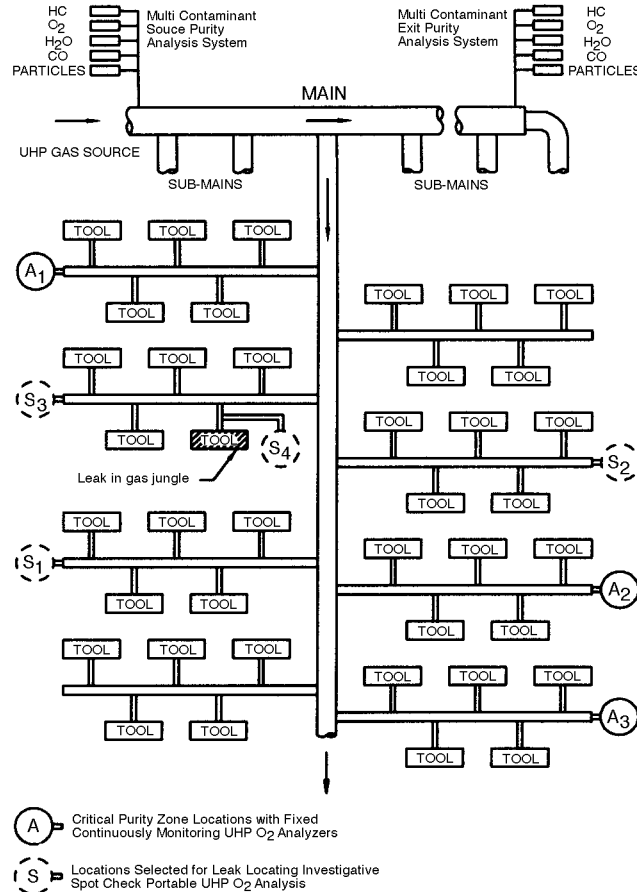 HC
O2
H2O
CO
PARTICLES
Multi Contaminant
Souce Purity
Analysis System
Multi Contaminant
Exit Purity
Analysis System
HC
O2
H2O
CO
PARTICLES
MAIN
UHP GAS SOURCE
SUB-MAINS
SUB-MAINS
TOOL TOOL TOOL
A1
TOOL TOOL
TOOL TOOL TOOL
TOOL TOOL
TOOL TOOL TOOL
S3
TOOL TOOL
S4
Leak in gas jungle
TOOL TOOL TOOL
S2
TOOL TOOL
TOOL TOOL TOOL
S1
TOOL TOOL
TOOL TOOL TOOL
A2
TOOL TOOL
TOOL TOOL TOOL
TOOL TOOL
TOOL TOOL TOOL
A3
TOOL TOOL
A
Critical Purity Zone Locations with Fixed
Continuously Monitoring UHP O2 Analyzers
S
Locations Selected for Leak Locating Investigative
Spot Check Portable UHP O2 Analysis